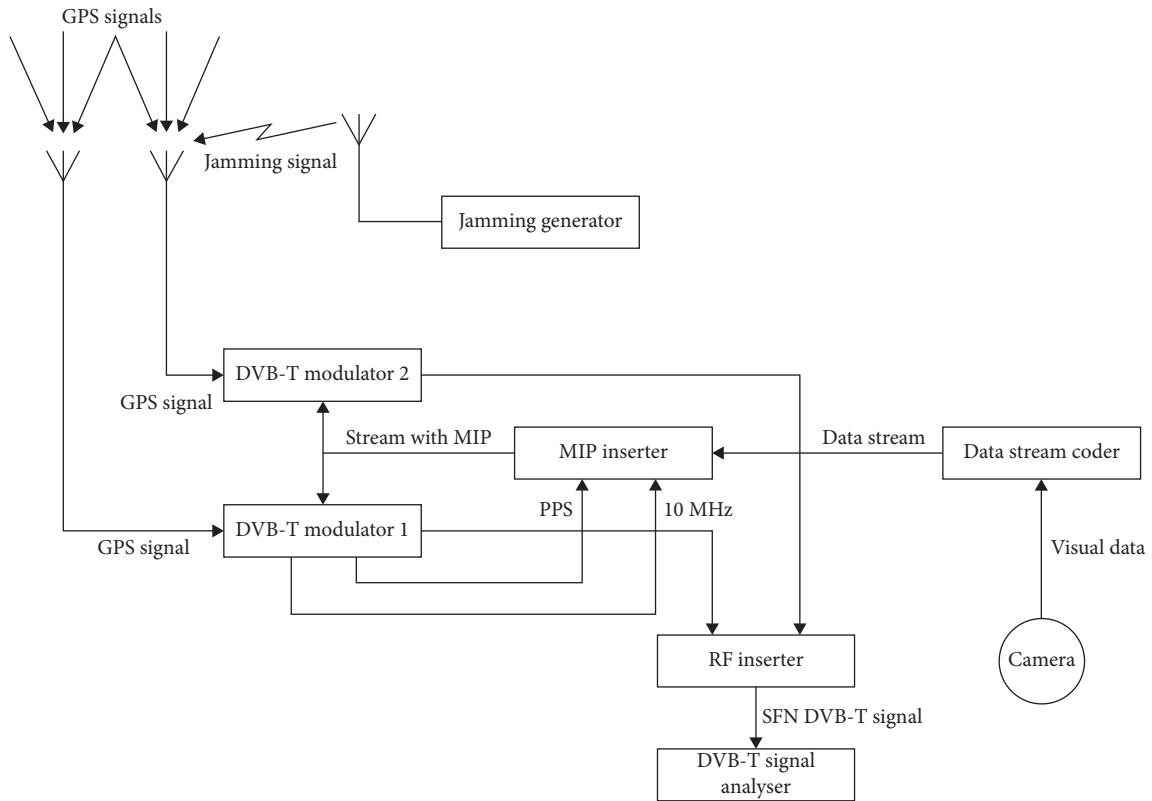 GPS signals
Jamming signal
Jamming generator
DVB-T modulator 2
GPS signal
Stream with MIP
MIP inserter
Data stream
Data stream coder
PPS
10 MHz
DVB-T modulator 1
GPS signal
Visual data
RF inserter
Camera
SFN DVB-T signal
DVB-T signal
analyser